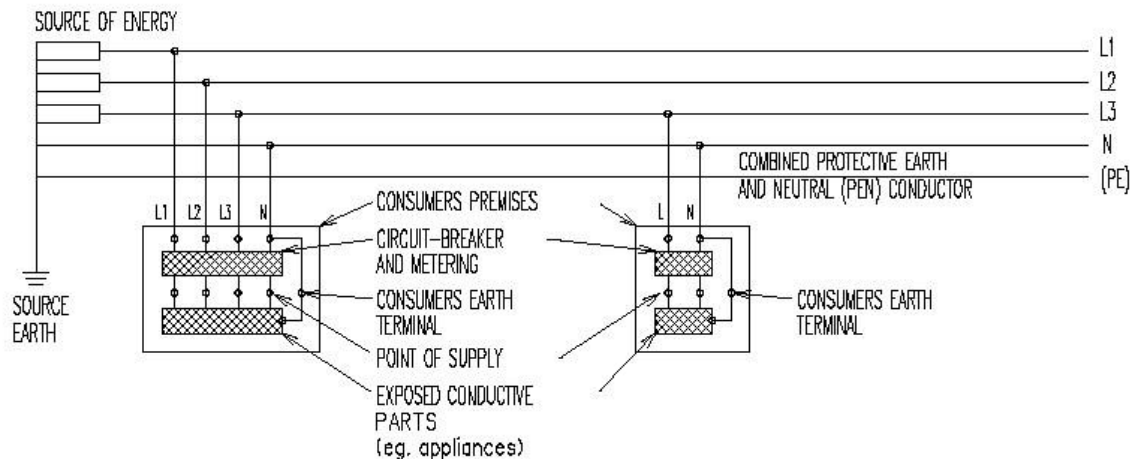 SOURCE OF ENERGY
L1
L2
L3
N
COMBINED PROTECTIVE EARTH
AND NEUTRAL (PEN) CONDUCTOR
(PE)
L1 L2 L3 N
CONSUMERS PREMISES
L N
CIRCUIT-BREAKER
AND METERING
SOURCE
EARTH
CONSUMERS EARTH
TERMINAL
CONSUMERS EARTH
TERMINAL
POINT OF SUPPLY
EXPOSED CONDUCTIVE
PARTS
(eg. appliances)